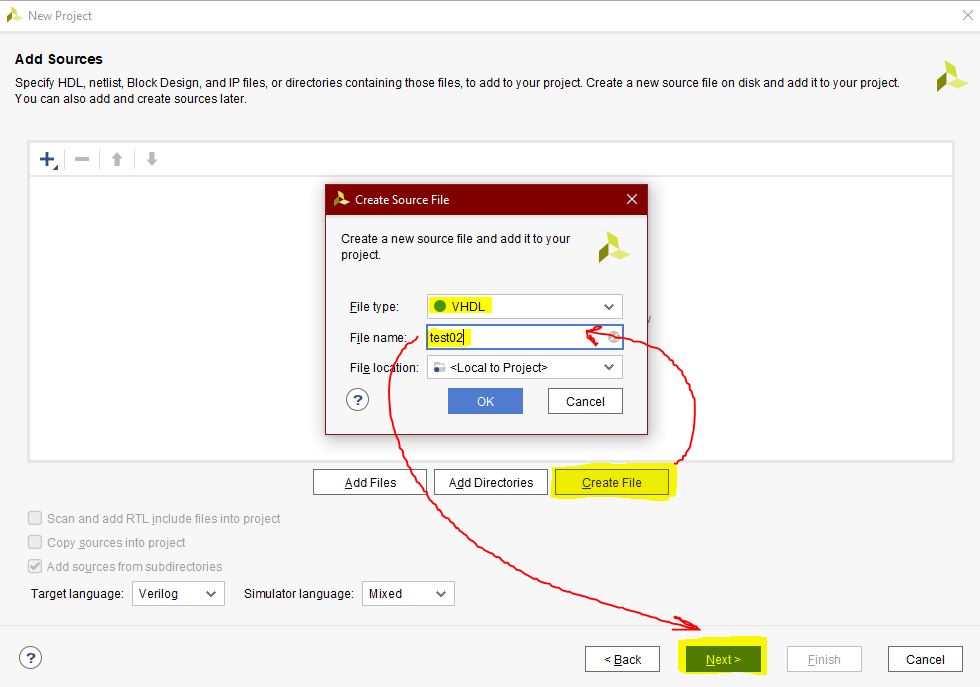 New Project
Add Sources
Specify HDL, netlist, Block Design, and IP files, or directories containing those files, to add to your project. Create a new source file on disk and add it to your project.
You can also add and create sources later.
Create Source File
Create a new source file and add it to your
project.
File type: VHDL
File name: test02
File location: <Local to Project>
? OK Cancel
Add Files Add Directories Create File
Scan and add RTL include files into project
Copy sources into project
Add sources from subdirectories
Target language: Verilog Simulator language: Mixed
? < Back Next > Finish Cancel